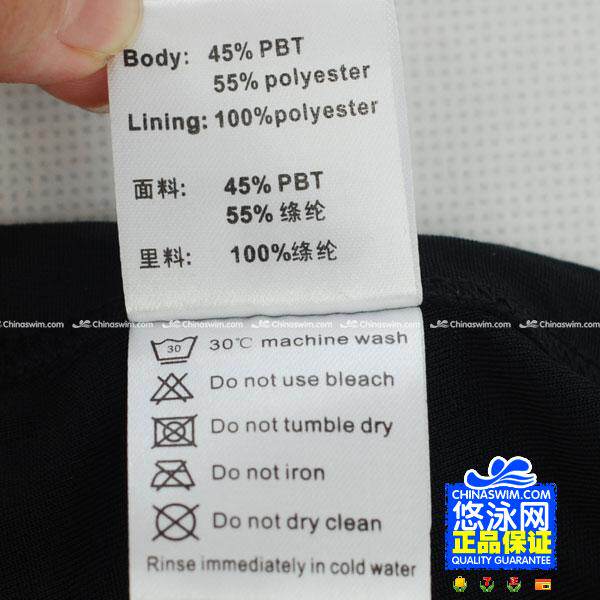 Body: 45% PBT
55% polyester
Lining: 100%polyester
面料: 45% PBT
55% 涤纶
里料: 100%涤纶
Chinaswim.com Chinaswim.com Chinaswim.com Chinaswim.com Chinaswim.com
30 30℃ machine wash
Do not use bleach
Do not tumble dry
Do not iron
Do not dry clean
Rinse immediately in cold water
CHINASWIM.COM
悠泳网
正品保证
QUALITY GUARANTEE